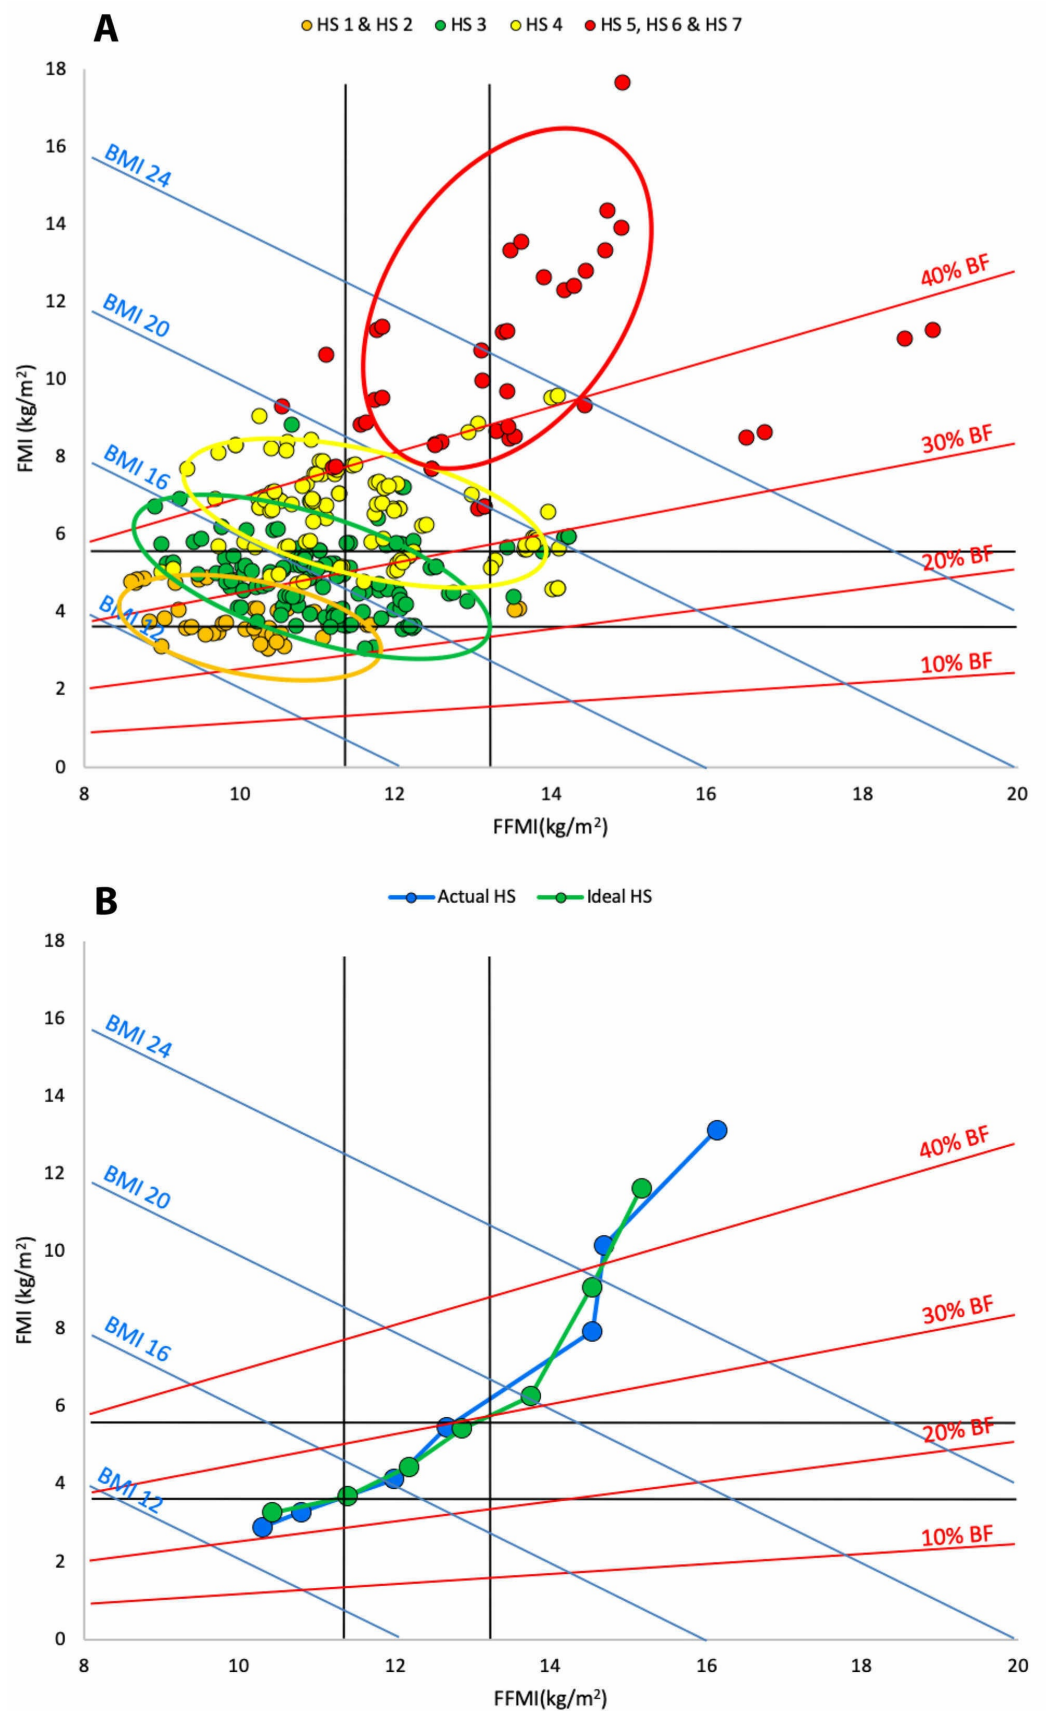 A
HS 1 & HS 2 HS 3 HS 4 HS 5, HS 6 & HS 7
18
16
14
12
10
8
6
4
2
0
FMI (kg/m²)
BMI 24
BMI 20
BMI 16
BMI 12
40% BF
30% BF
20% BF
10% BF
8 10 12 14 16 18 20
FFMI(kg/m²)
B
Actual HS Ideal HS
18
16
14
12
10
8
6
4
2
0
FMI (kg/m²)
BMI 24
BMI 20
BMI 16
BMI 12
40% BF
30% BF
20% BF
10% BF
8 10 12 14 16 18 20
FFMI(kg/m²)